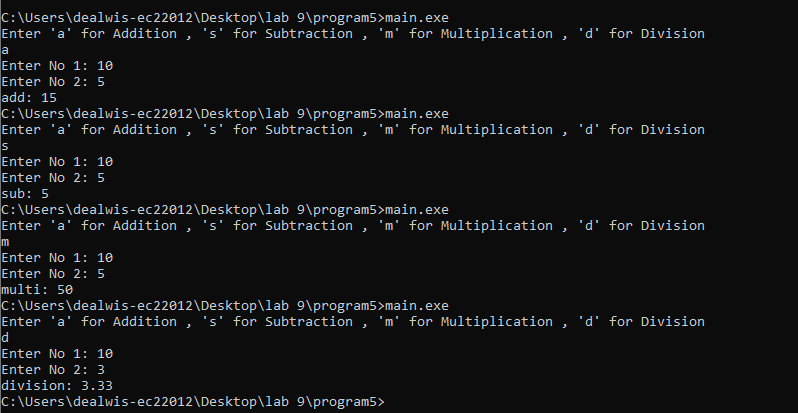 C:\Users\dealwis-ec22012\Desktop\lab 9\program5>main.exe
Enter 'a' for Addition , 's' for Subtraction , 'm' for Multiplication , 'd' for Division
a
Enter No 1: 10
Enter No 2: 5
add: 15
C:\Users\dealwis-ec22012\Desktop\lab 9\program5>main.exe
Enter 'a' for Addition , 's' for Subtraction , 'm' for Multiplication , 'd' for Division
s
Enter No 1: 10
Enter No 2: 5
sub: 5
C:\Users\dealwis-ec22012\Desktop\lab 9\program5>main.exe
Enter 'a' for Addition , 's' for Subtraction , 'm' for Multiplication , 'd' for Division
m
Enter No 1: 10
Enter No 2: 5
multi: 50
C:\Users\dealwis-ec22012\Desktop\lab 9\program5>main.exe
Enter 'a' for Addition , 's' for Subtraction , 'm' for Multiplication , 'd' for Division
d
Enter No 1: 10
Enter No 2: 3
division: 3.33
C:\Users\dealwis-ec22012\Desktop\lab 9\program5>